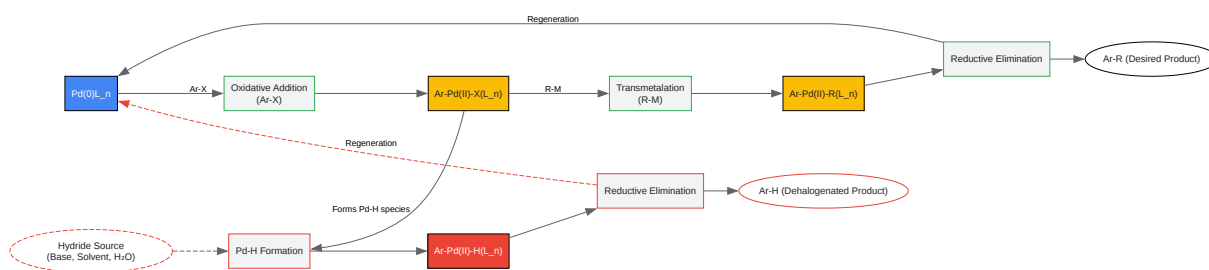 Regeneration
Reductive Elimination
Ar-R (Desired Product)
Pd(0)L_n
Ar-X
Oxidative Addition
(Ar-X)
Ar-Pd(II)-X(L_n)
R-M
Transmetalation
(R-M)
Ar-Pd(II)-R(L_n)
Regeneration
Reductive Elimination
Ar-H (Dehalogenated Product)
Forms Pd-H species
Hydride Source
(Base, Solvent, H₂O)
Pd-H Formation
Ar-Pd(II)-H(L_n)